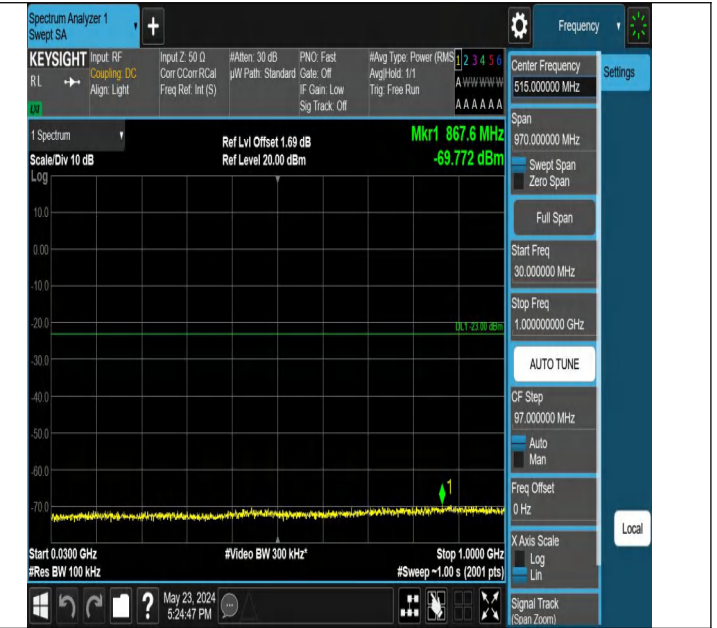 Spectrum Analyzer 1
Swept SA
+
Frequency
KEYSIGHT
RL
LXI
Input: RF
Coupling: DC
Align: Light
Input Z: 50 Ω
Corr CCorr RCal
Freq Ref: Int (S)
#Atten: 30 dB
µW Path: Standard
PNO: Fast
Gate: Off
IF Gain: Low
Sig Track: Off
#Avg Type: Power (RMS
Avg|Hold: 1/1
Trig: Free Run
1 2 3 4 5 6
A W W W W W
A A A A A A
1 Spectrum
Scale/Div 10 dB
Log
Ref Lvl Offset 1.69 dB
Ref Level 20.00 dBm
Mkr1 867.6 MHz
-69.772 dBm
10.0
0.00
-10.0
-20.0
-30.0
-40.0
-50.0
-60.0
-70.0
DL1 -23.00 dBm
1
Start 0.0300 GHz
#Res BW 100 kHz
#Video BW 300 kHz*
Stop 1.0000 GHz
#Sweep ~1.00 s (2001 pts)
Center Frequency
515.000000 MHz
Settings
Span
970.000000 MHz
Swept Span
Zero Span
Full Span
Start Freq
30.000000 MHz
Stop Freq
1.000000000 GHz
AUTO TUNE
CF Step
97.000000 MHz
Auto
Man
Freq Offset
0 Hz
X Axis Scale
Log
Lin
Local
Signal Track
(Span Zoom)
?
May 23, 2024
5:24:47 PM